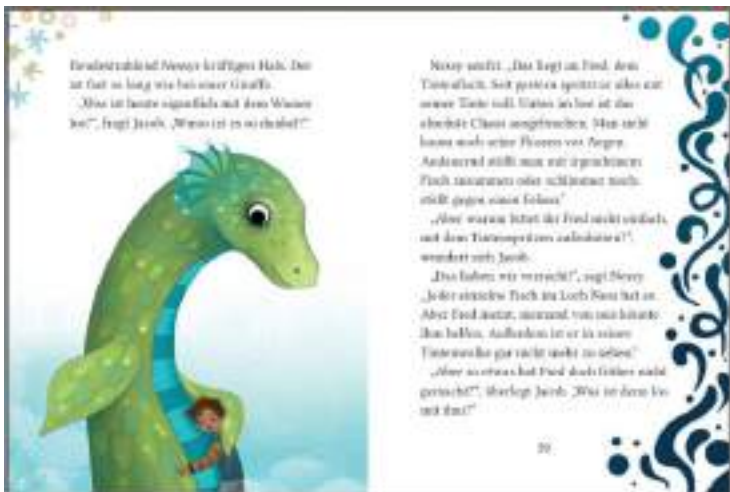 freudestrahlend Nessys kräftigen Hals. Der
ist fast so lang wie bei einer Giraffe.
„Was ist heute eigentlich mit dem Wasser
los?“, fragt Jacob. „Wieso ist es so dunkel?“
Nessy seufzt. „Das liegt an Fred, dem
Tintenfisch. Seit gestern spritzt er alles mit
seiner Tinte voll. Unten im See ist das
absolute Chaos ausgebrochen. Man sieht
kaum noch seine Flossen vor Augen.
Andauernd stößt man mit irgendeinem
Fisch zusammen oder schlimmer noch:
stößt gegen einen Felsen.“
„Aber warum bittet ihr Fred nicht einfach,
mit dem Tintenspritzen aufzuhören?“,
wundert sich Jacob.
„Das haben wir versucht!“, sagt Nessy.
„Jeder einzelne Fisch im Loch Ness hat es.
Aber Fred meint, niemand von uns könnte
ihm helfen. Außerdem ist er in seiner
Tintenwolke gar nicht mehr zu sehen.“
„Aber so etwas hat Fred doch früher nicht
gemacht?“, überlegt Jacob. „Was ist denn los
mit ihm?“